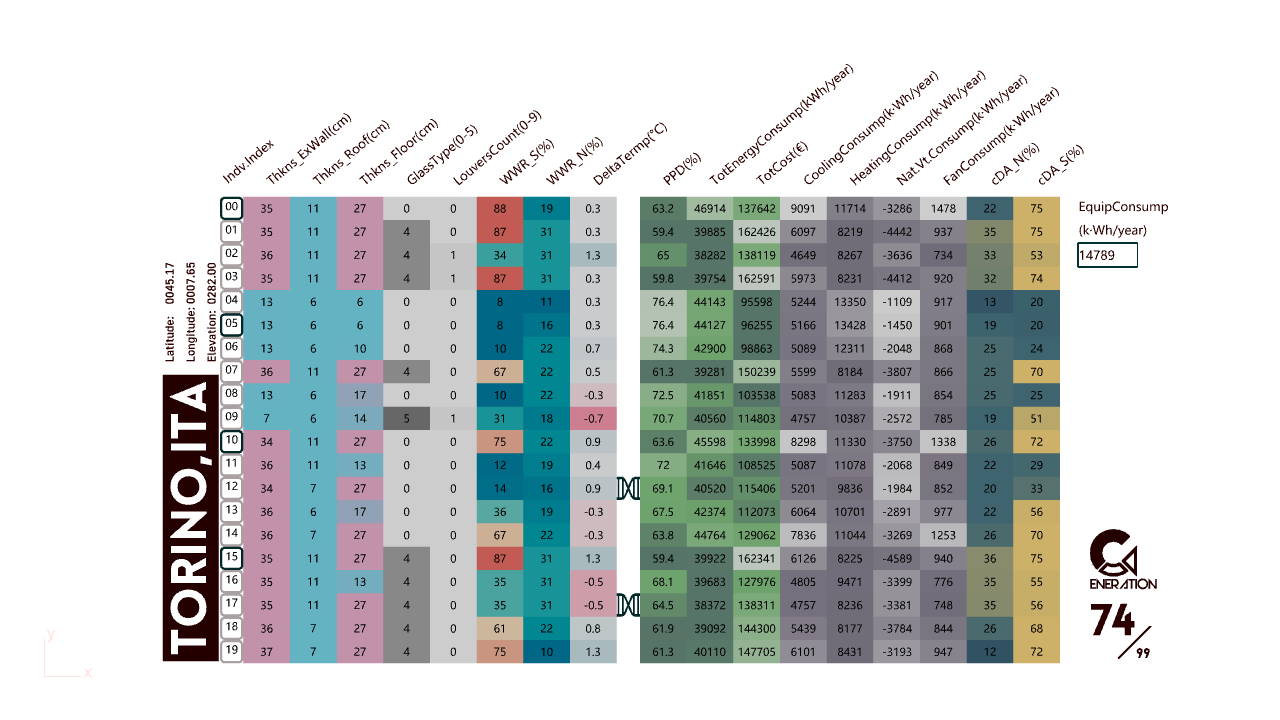 Indv.Index Thkns_ExWall(cm) Thkns_Roof(cm) Thkns_Floor(cm) GlassType(0-5) LouversCount(0-9) WWR_S(%) WWR_N(%) DeltaTermp(°C) PPD(%) TotEnergyConsump(kWh/year) TotCost(€) CoolingConsump(k·Wh/year) HeatingConsump(k·Wh/year) Nat.Vt.Consump(k·Wh/year) FanConsump(k·Wh/year) cDA_N(%) cDA_S(%)
00 35 11 27 0 0 88 19 0.3 63.2 46914 137642 9091 11714 -3286 1478 22 75
01 35 11 27 4 0 87 31 0.3 59.4 39885 162426 6097 8219 -4442 937 35 75
02 36 11 27 4 1 34 31 1.3 65 38282 138119 4649 8267 -3636 734 33 53
03 35 11 27 4 1 87 31 0.3 59.8 39754 162591 5973 8231 -4412 920 32 74
04 13 6 6 0 0 8 11 0.3 76.4 44143 95598 5244 13350 -1109 917 13 20
05 13 6 6 0 0 8 16 0.3 76.4 44127 96255 5166 13428 -1450 901 19 20
06 13 6 10 0 0 10 22 0.7 74.3 42900 98863 5089 12311 -2048 868 25 24
07 36 11 27 4 0 67 22 0.5 61.3 39281 150239 5599 8184 -3807 866 25 70
08 13 6 17 0 0 10 22 -0.3 72.5 41851 103538 5083 11283 -1911 854 25 25
09 7 6 14 5 1 31 18 -0.7 70.7 40560 114803 4757 10387 -2572 785 19 51
10 34 11 27 0 0 75 22 0.9 63.6 45598 133998 8298 11330 -3750 1338 26 72
11 36 11 13 0 0 12 19 0.4 72 41646 108525 5087 11078 -2068 849 22 29
12 34 7 27 0 0 14 16 0.9 69.1 40520 115406 5201 9836 -1984 852 20 33
13 36 6 17 0 0 36 19 -0.3 67.5 42374 112073 6064 10701 -2891 977 22 56
14 36 7 27 0 0 67 22 -0.3 63.8 44764 129062 7836 11044 -3269 1253 26 70
15 35 11 27 4 0 87 31 1.3 59.4 39922 162341 6126 8225 -4589 940 36 75
16 35 11 13 4 0 35 31 -0.5 68.1 39683 127976 4805 9471 -3399 776 35 55
17 35 11 27 4 0 35 31 -0.5 64.5 38372 138311 4757 8236 -3381 748 35 56
18 36 7 27 4 0 61 22 0.8 61.9 39092 144300 5439 8177 -3784 844 26 68
19 37 7 27 4 0 75 10 1.3 61.3 40110 147705 6101 8431 -3193 947 12 72
EquipConsump
(k·Wh/year)
14789
Latitude: 0045.17
Longitude: 0007.65
Elevation: 0282.00
TORINO,ITA
ENERATION
74/99
y
x